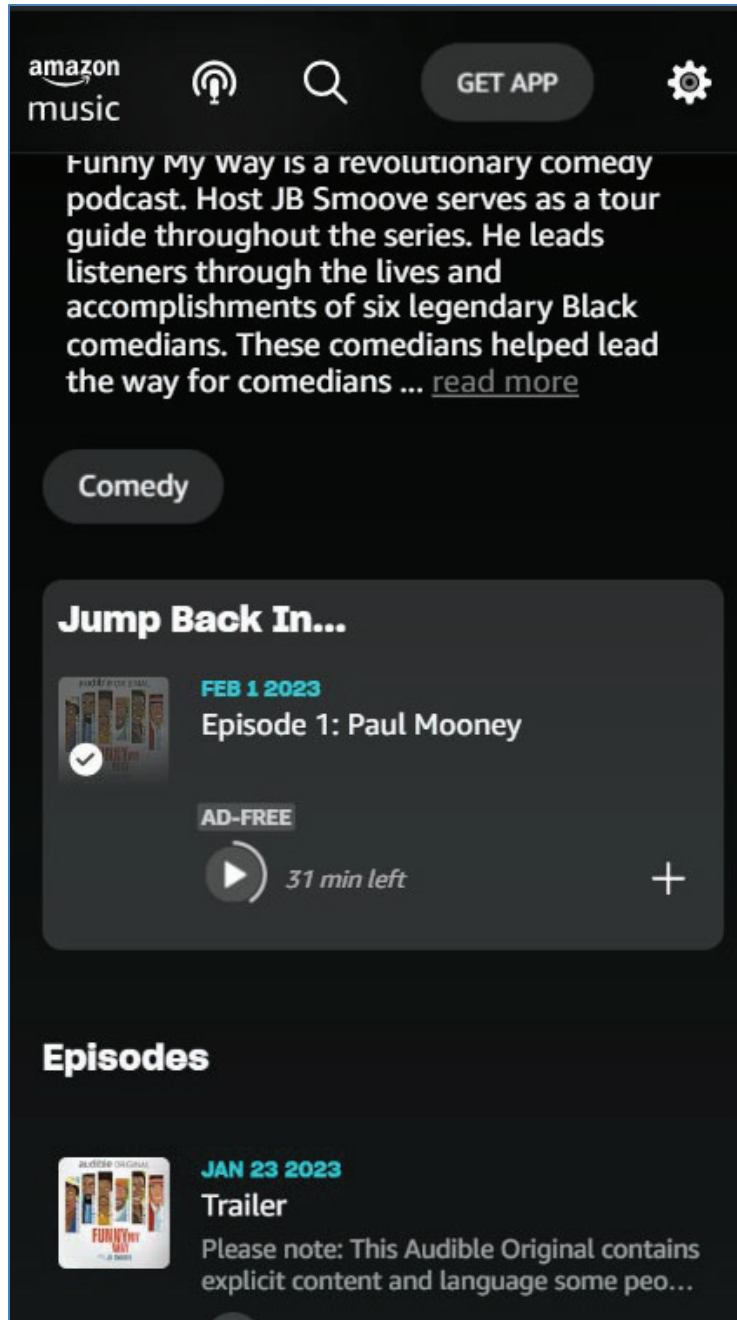 amazon
music
GET APP
Funny My Way is a revolutionary comedy
podcast. Host JB Smoove serves as a tour
guide throughout the series. He leads
listeners through the lives and
accomplishments of six legendary Black
comedians. These comedians helped lead
the way for comedians ... read more
Comedy
Jump Back In...
audible ORIGINAL
FEB 1 2023
Episode 1: Paul Mooney
AD-FREE
31 min left
Episodes
audible ORIGINAL
FUNNY MY
WAY
JAN 23 2023
Trailer
Please note: This Audible Original contains
explicit content and language some peo...